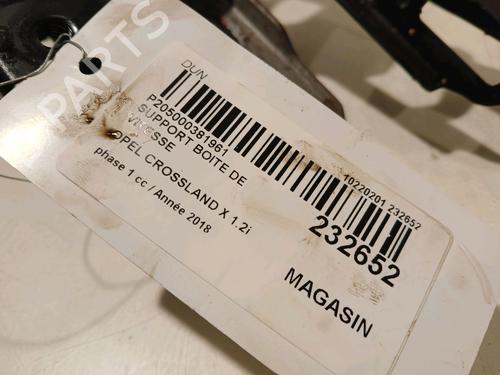 PARTS
DUN
P205000381961
SUPPORT BOITE DE
VITESSE
OPEL CROSSLAND X 1.2i
phase 1 cc / Année 2018
10220201 232652
232652
MAGASIN